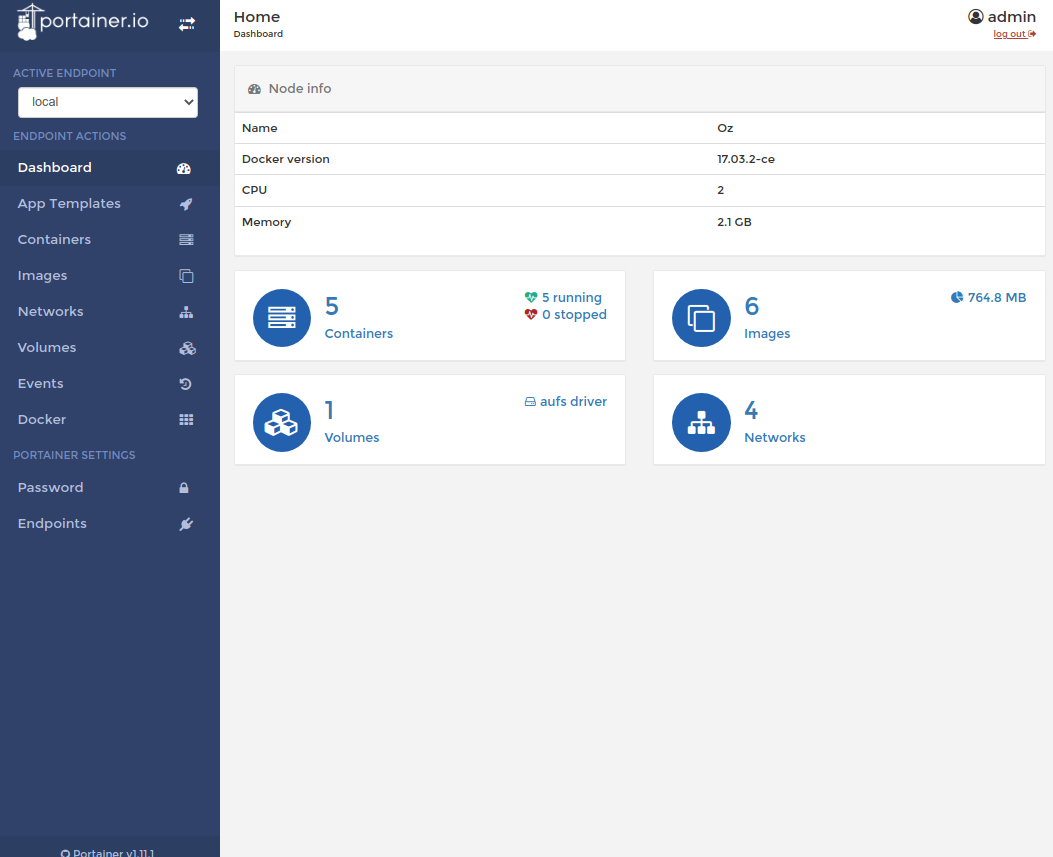 portainer.io
Home
admin
Dashboard
log out
ACTIVE ENDPOINT
local
ENDPOINT ACTIONS
Dashboard
App Templates
Containers
Images
Networks
Volumes
Events
Docker
PORTAINER SETTINGS
Password
Endpoints
Portainer v1.11.1
Node info
Name Oz
Docker version 17.03.2-ce
CPU 2
Memory 2.1 GB
5
Containers
5 running
0 stopped
6
Images
764.8 MB
1
Volumes
aufs driver
4
Networks